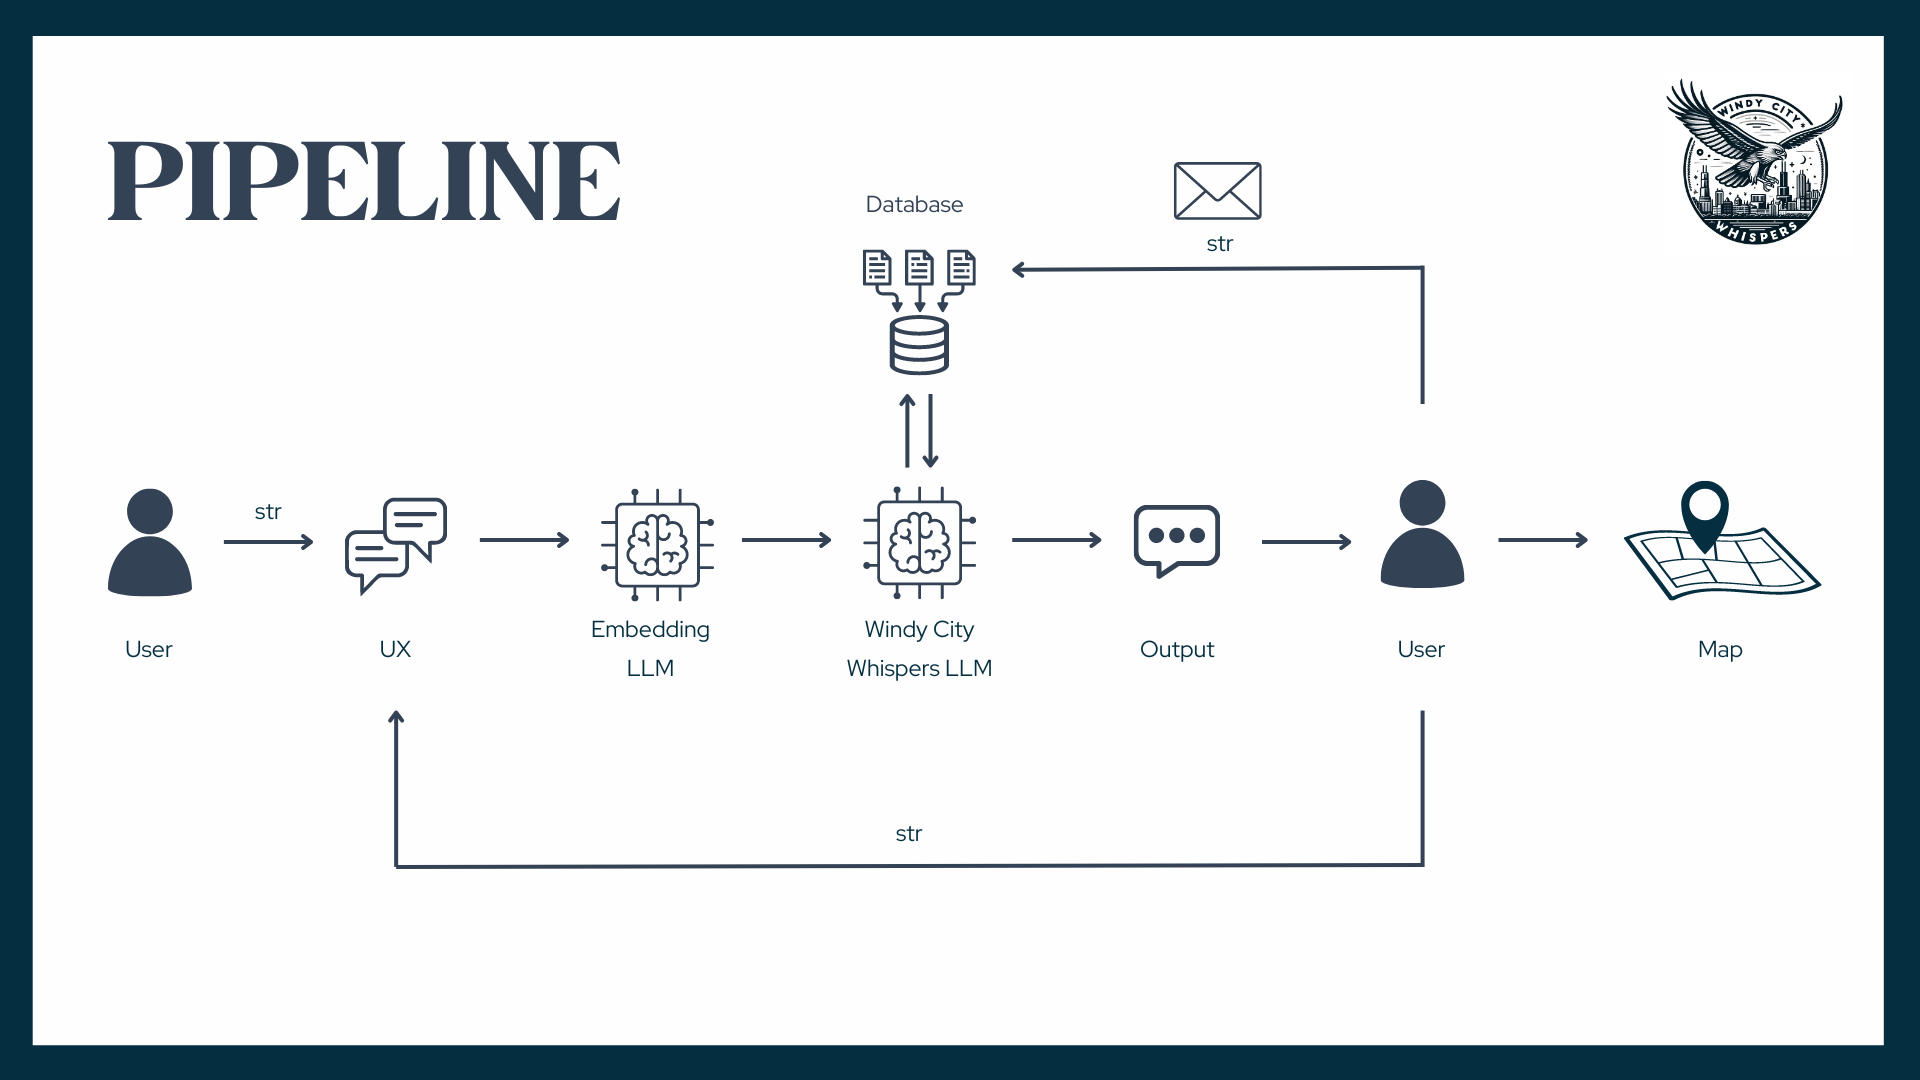 PIPELINE
WINDY CITY
WHISPERS
Database
str
str
User
UX
Embedding
LLM
Windy City
Whispers LLM
Output
User
Map
str